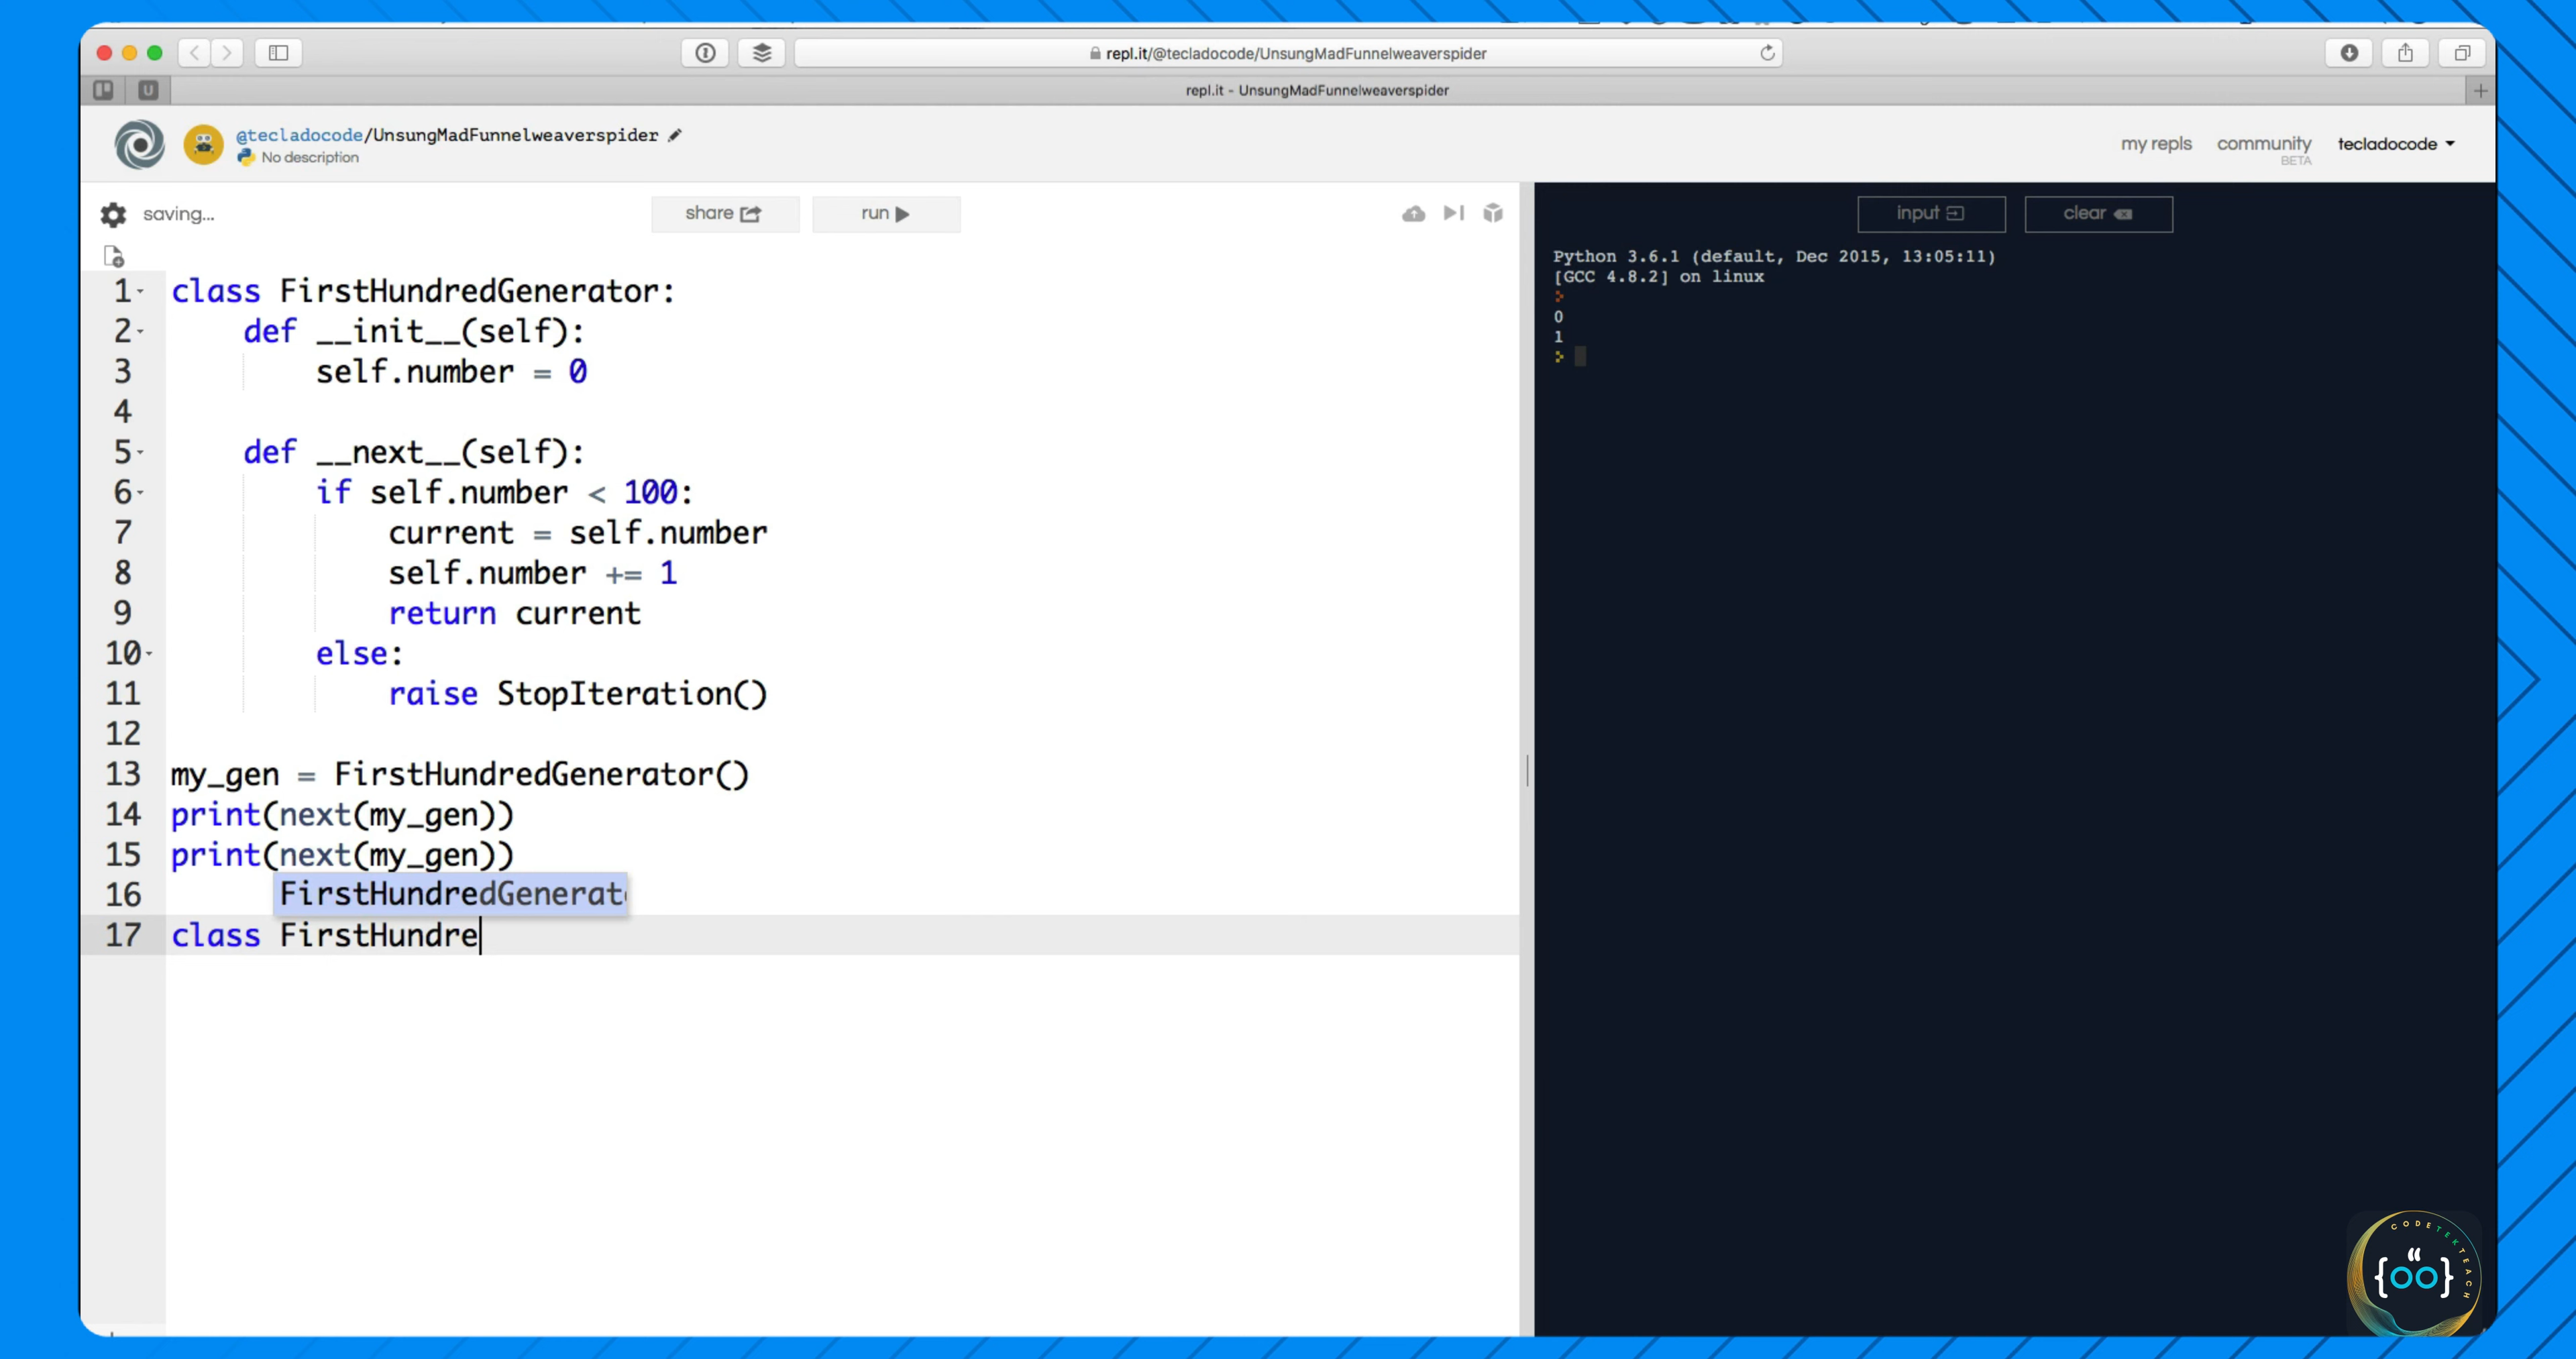 repl.it/@tecladocode/UnsungMadFunnelweaverspider
U
repl.it - UnsungMadFunnelweaverspider
@tecladocode/UnsungMadFunnelweaverspider
No description
my repls community tecladocode
BETA
saving...
share
run
input
clear
1 class FirstHundredGenerator:
2 def __init__(self):
3 self.number = 0
4
5 def __next__(self):
6 if self.number < 100:
7 current = self.number
8 self.number += 1
9 return current
10 else:
11 raise StopIteration()
12
13 my_gen = FirstHundredGenerator()
14 print(next(my_gen))
15 print(next(my_gen))
16
FirstHundredGenerat
17 class FirstHundre
Python 3.6.1 (default, Dec 2015, 13:05:11)
[GCC 4.8.2] on linux
0
1
CODETEKTEACH
{oo}